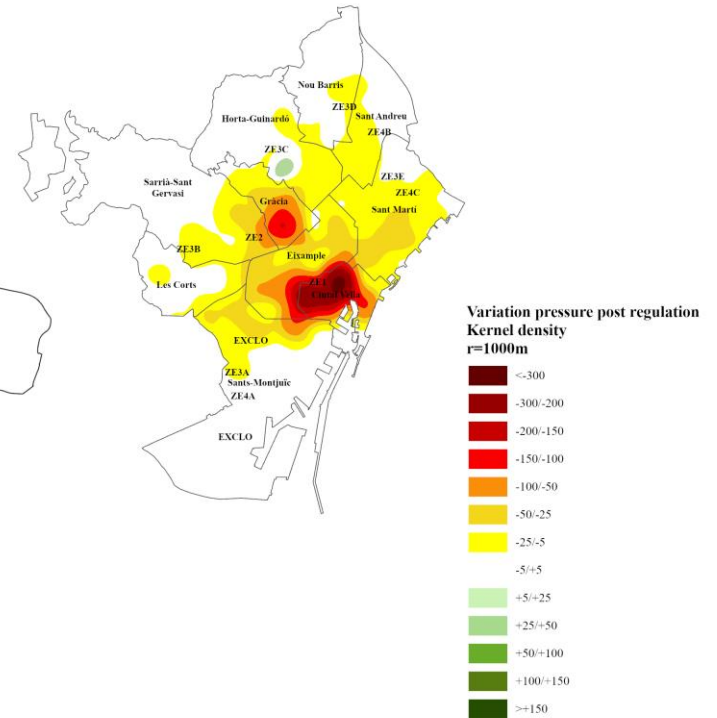 Nou Barris
ZE3D
Sant Andreu
Horta-Guinardó
ZE4B
ZE3C
ZE3E
Sarrià-Sant
Gervasi
ZE4C
Gràcia
Sant Martí
ZE2
ZE3B
Eixample
Les Corts
ZE1
Ciutat Vella
EXCLO
ZE3A
Sants-Montjuïc
ZE4A
EXCLO
Variation pressure post regulation
Kernel density
r=1000m
<-300
-300/-200
-200/-150
-150/-100
-100/-50
-50/-25
-25/-5
-5/+5
+5/+25
+25/+50
+50/+100
+100/+150
>+150